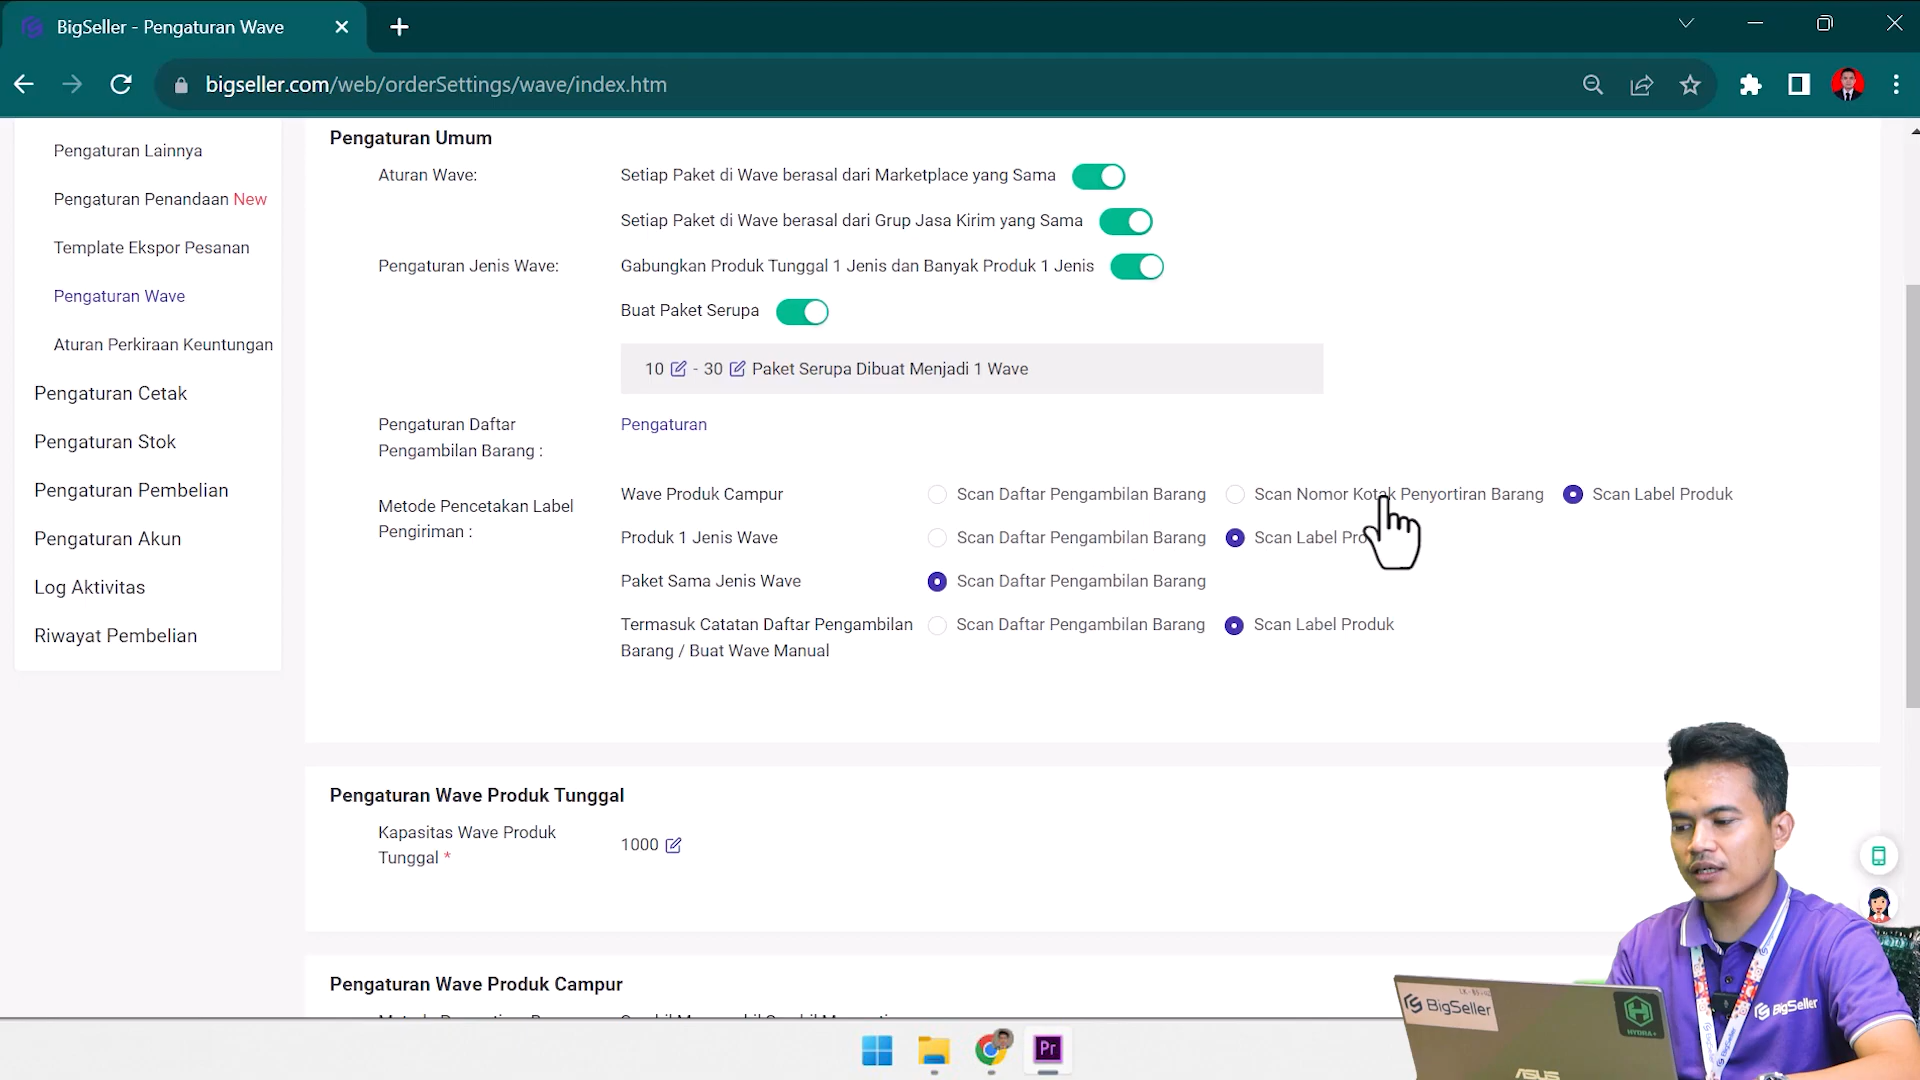 BigSeller - Pengaturan Wave
bigseller.com/web/orderSettings/wave/index.htm
Pengaturan Lainnya
Pengaturan Penandaan New
Template Ekspor Pesanan
Pengaturan Wave
Aturan Perkiraan Keuntungan
Pengaturan Cetak
Pengaturan Stok
Pengaturan Pembelian
Pengaturan Akun
Log Aktivitas
Riwayat Pembelian
Pengaturan Umum
Aturan Wave:
Setiap Paket di Wave berasal dari Marketplace yang Sama
Setiap Paket di Wave berasal dari Grup Jasa Kirim yang Sama
Pengaturan Jenis Wave:
Gabungkan Produk Tunggal 1 Jenis dan Banyak Produk 1 Jenis
Buat Paket Serupa
10 - 30 Paket Serupa Dibuat Menjadi 1 Wave
Pengaturan Daftar
Pengambilan Barang :
Pengaturan
Metode Pencetakan Label
Pengiriman :
Wave Produk Campur
Scan Daftar Pengambilan Barang
Scan Nomor Kotak Penyortiran Barang
Scan Label Produk
Produk 1 Jenis Wave
Scan Daftar Pengambilan Barang
Scan Label
Paket Sama Jenis Wave
Scan Daftar Pengambilan Barang
Termasuk Catatan Daftar Pengambilan
Barang / Buat Wave Manual
Scan Daftar Pengambilan Barang
Scan Label Produk
Pengaturan Wave Produk Tunggal
Kapasitas Wave Produk
Tunggal *
1000
Pengaturan Wave Produk Campur
BigSeller
HYDRA+
ASUS
BigSeller
Pr